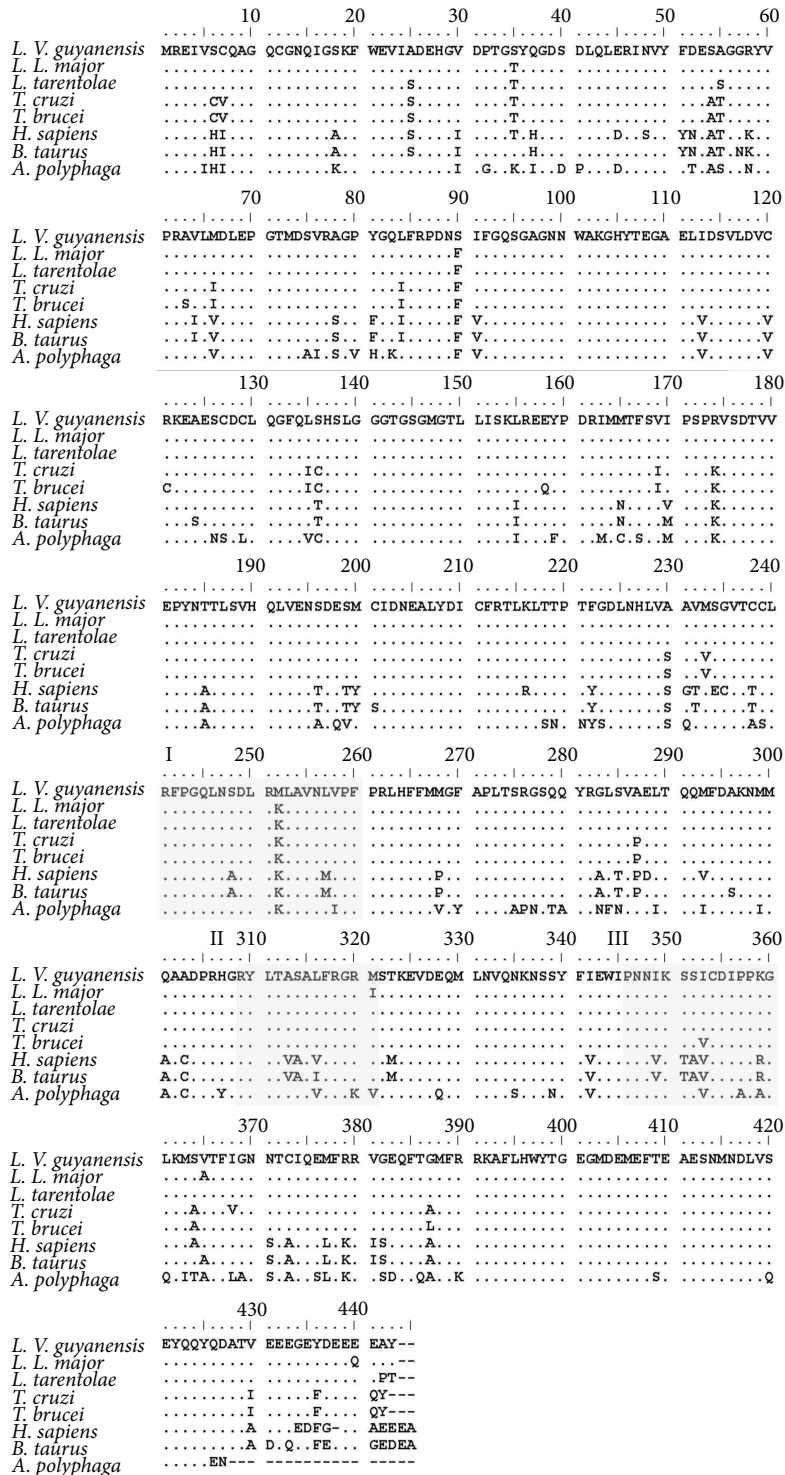 10 20 30 40 50 60
L. V. guyanensis MREIVSCQAG QCGNQIGSKF WEVIADEHGV DPTGSYQGDS DLQLERINVY FDESAGGRYV
L. L. major .......... .......... .......... ....T..... .......... ..........
L. tarentolae .......... .......... ....S..... ....T..... .......... ....S.....
T. cruzi .....CV... .......... ....S..... ....T..... .......... ...AT.....
T. brucei .....CV... .......... ....S..... ....T..... .......... ...AT.....
H. sapiens .....HI... .......A.. ....S....I ....T.H... ....D..S.. YN.AT..K..
B. taurus .....HI... .......A.. ....S....I ......H... .......... YN.AT.NK..
A. polyphaga ....IHI... .......K.. .........I .G..K.I..D P...D..... .T.AS..N..
70 80 90 100 110 120
L. V. guyanensis PRAVLMDLEP GTMDSVRAGP YGQLFRPDNS IFGQSGAGNN WAKGHYTEGA ELIDSVLDVC
L. L. major .......... .......... .........F .......... .......... ..........
L. tarentolae .......... .......... .........F .......... .......... ..........
T. cruzi .....I.... .......... ...I.....F .......... .......... ..........
T. brucei ..S..I.... .......... ...I.....F .......... .......... ..........
H. sapiens ...I.V.... .......S.. F..I.....F V......... .......... ..V......V
B. taurus ...I.V.... .......S.. F..I.....F V......... .......... ..V......V
A. polyphaga .....V.... ....AI.S.V H.A......F V......... .......... ..V......V
130 140 150 160 170 180
L. V. guyanensis RKEAESCDCL QGFQLSHSLG GGTGSGMGTL LISKLREEYP DRIMMTFSVI PSPRVSDTVV
L. L. major .......... .......... .......... .......... .......... ..........
L. tarentolae .......... .......... .......... .......... .......... ..........
T. cruzi .......... ....IC.... .......... .......... ........I. ...K......
T. brucei C......... ....IC.... .......... .......Q.. ........I. ...K......
H. sapiens .......... .....T.... .......... ....I..... ....N....V ...K......
B. taurus ...A...... .....T.... .......... ....I..... ....N....M ...K......
A. polyphaga .....NS.L. ....VC.... .......... ....I...F. ..M.C.S..M ...K......
190 200 210 220 230 240
L. V. guyanensis EPYNTTLSVH QLVENSDESM CIDNEALYDI CFRTLKLTTP TFGDLNHLVA AVMSGVTCCL
L. L. major .......... .......... .......... .......... .......... ..........
L. tarentolae .......... .......... .......... .......... .......... ..........
T. cruzi .......... .......... .......... .......... .........S ..V.......
T. brucei .......... .......... .......... .......... .........S ..V.......
H. sapiens ....A..... .....T..TY .......... .....R.... .Y.......S GT.EC..T..
B. taurus ....A..... .....T..TY S......... .......... .Y.......S .T.....T..
A. polyphaga ....A..... .....T.QV. .......... .......SN. NYS......S Q......AS.
I 250 260 270 280 290 300
L. V. guyanensis RFPGQLNSDL RMLAVNLVPF PRLHFFMMGF APLTSRGSQQ YRGLSVAELT QQMFDAKNMM
L. L. major .......... .K........ .......... .......... .......... ..........
L. tarentolae .......... .K........ .......... .......... .......... ..........
T. cruzi .......... .K........ .......... .......... ......P... ..........
T. brucei .......... .K........ .......... .......... ......P... ..........
H. sapiens .......A.. .K....M... .......P.. .......... ..A.T.PD.. ..V.......
B. taurus .......A.. .K....M... .......P.. .......... ..A.T.P... .....K....
A. polyphaga .......... .K.....I.. .......V.Y ....APN.TA .NFN....I. ..I.....I.
II 310 320 330 340 III 350 360
L. V. guyanensis QAADPRHGRY LTASALFRGR MSTKEVDEQM LNVQNKNSSY FIEWIPNNIK SSICDIPPKG
L. L. major .......... .......... I......... .......... .......... ..........
L. tarentolae .......... .......... .......... .......... .......... ..........
T. cruzi .......... .......... .......... .......... .......... ..........
T. brucei .......... .......... .......... .......... .......... ..V.......
H. sapiens A.C....... ..VA.V.... ..M....... .......... .V......V. TAV.....R.
B. taurus A.C....... ..VA.I.... ..M....... .......... .V......V. TAV.....R.
A. polyphaga A.C..Y.... .....V...K V......Q.. ....S...N. .V........ ..V...A.A.
370 380 390 400 410 420
L. V. guyanensis LKMSVTFIGN NTCIQEMFRR VGEQFTGMFR RKAFLHWYTG EGMDEMEFTE AESNMNDLVS
L. L. major ....A..... .......... .......... .......... .......... ..........
L. tarentolae .......... .......... .......... .......... .......... ..........
T. cruzi ...A..V... .......... ......A... .......... .......... ..........
T. brucei ...A...... .......... ......L... .......... .......... ..........
H. sapiens ...A...... S.A...L.K. IS....A... .......... .......... ..........
B. taurus ....A..... S.A...L.K. IS....A... .......... .......... ..........
A. polyphaga Q.ITA..LA. S.A..SL.K. .SD..QA..K .......... ........S. .........Q
430 440
L. V. guyanensis EYQQYQDATV EEEGEYDEEE EAY--
L. L. major .......... .........Q ...--
L. tarentolae .......... .......... .PT--
T. cruzi .........I .....F.... QY---
T. brucei .........I .....F.... QY---
H. sapiens .........A ...EDFG-.. AEEEA
B. taurus .........A D.Q..FE... GEDEA
A. polyphaga .....EN--- ---------- -----